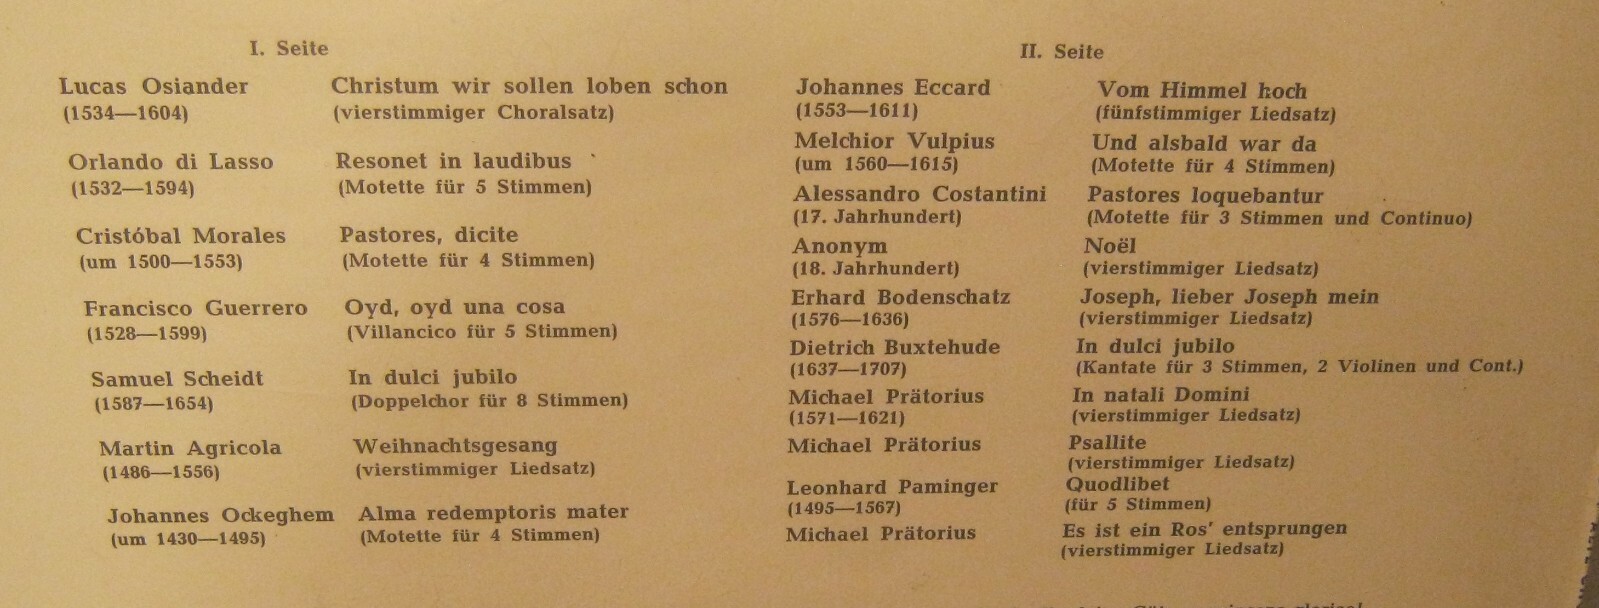 I. Seite
Lucas Osiander Christum wir sollen loben schon
(1534—1604) (vierstimmiger Choralsatz)
Orlando di Lasso Resonet in laudibus
(1532—1594) (Motette für 5 Stimmen)
Cristóbal Morales Pastores, dicite
(um 1500—1553) (Motette für 4 Stimmen)
Francisco Guerrero Oyd, oyd una cosa
(1528—1599) (Villancico für 5 Stimmen)
Samuel Scheidt In dulci jubilo
(1587—1654) (Doppelchor für 8 Stimmen)
Martin Agricola Weihnachtsgesang
(1486—1556) (vierstimmiger Liedsatz)
Johannes Ockeghem Alma redemptoris mater
(um 1430—1495) (Motette für 4 Stimmen)
II. Seite
Johannes Eccard Vom Himmel hoch
(1553—1611) (fünfstimmiger Liedsatz)
Melchior Vulpius Und alsbald war da
(um 1560—1615) (Motette für 4 Stimmen)
Alessandro Costantini Pastores loquebantur
(17. Jahrhundert) (Motette für 3 Stimmen und Continuo)
Anonym Noël
(18. Jahrhundert) (vierstimmiger Liedsatz)
Erhard Bodenschatz Joseph, lieber Joseph mein
(1576—1636) (vierstimmiger Liedsatz)
Dietrich Buxtehude In dulci jubilo
(1637—1707) (Kantate für 3 Stimmen, 2 Violinen und Cont.)
Michael Prätorius In natali Domini
(1571—1621) (vierstimmiger Liedsatz)
Michael Prätorius Psallite
(vierstimmiger Liedsatz)
Leonhard Paminger Quodlibet
(1495—1567) (für 5 Stimmen)
Michael Prätorius Es ist ein Ros' entsprungen
(vierstimmiger Liedsatz)